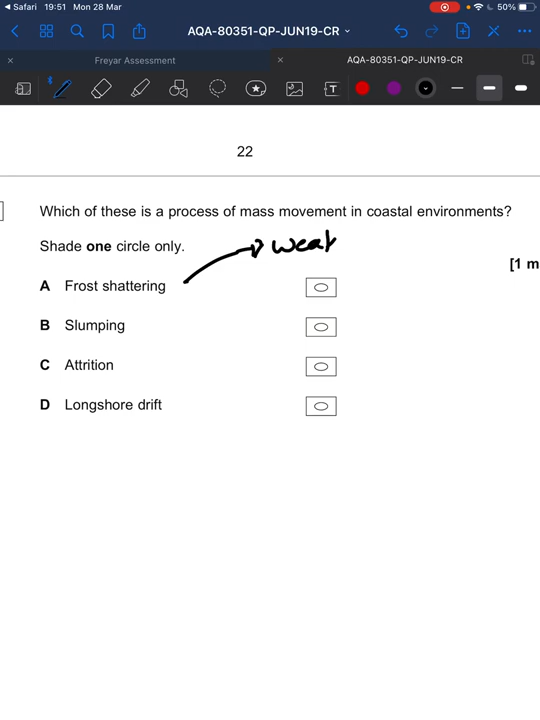 Safari 19:51 Mon 28 Mar 50%
AQA-80351-QP-JUN19-CR
Freyar Assessment
AQA-80351-QP-JUN19-CR
T
22
Which of these is a process of mass movement in coastal environments?
Shade one circle only.
weat
[1 m
A Frost shattering
B Slumping
C Attrition
D Longshore drift